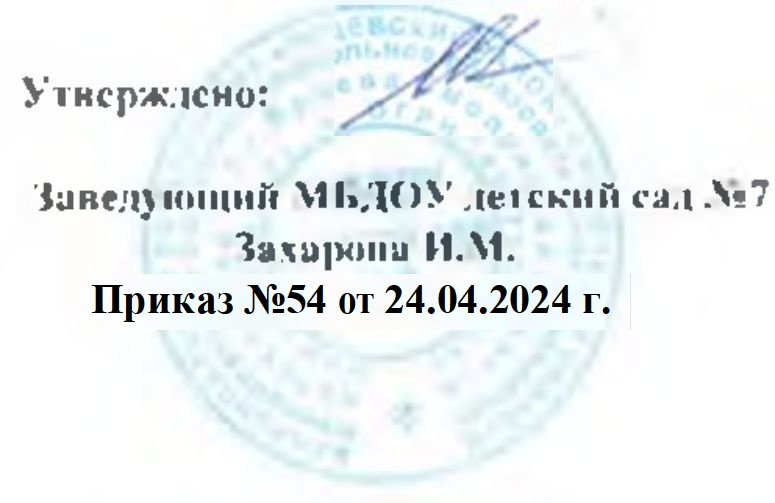 Утверждено:
Заведующий МБДОУ детский сад №7
Захарова И.М.
Приказ №54 от 24.04.2024 г.